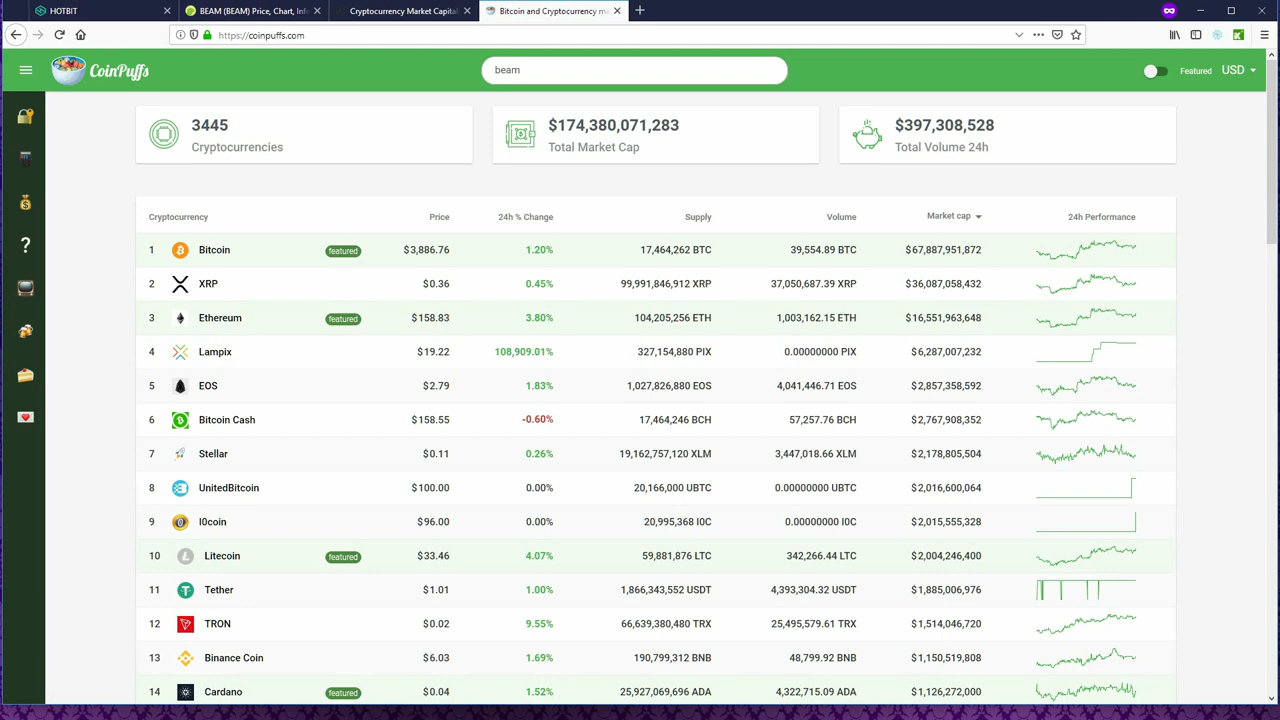 HOTBIT
BEAM (BEAM) Price, Chart, Inf
Cryptocurrency Market Capitali
Bitcoin and Cryptocurrency ma
https://coinpuffs.com
CoinPuffs
beam
Featured
USD
3445
Cryptocurrencies
$174,380,071,283
Total Market Cap
$397,308,528
Total Volume 24h
Cryptocurrency Price 24h % Change Supply Volume Market cap 24h Performance
1 Bitcoin featured $3,886.76 1.20% 17,464,262 BTC 39,554.89 BTC $67,887,951,872
2 XRP $0.36 0.45% 99,991,846,912 XRP 37,050,687.39 XRP $36,087,058,432
3 Ethereum featured $158.83 3.80% 104,205,256 ETH 1,003,162.15 ETH $16,551,963,648
4 Lampix $19.22 108,909.01% 327,154,880 PIX 0.00000000 PIX $6,287,007,232
5 EOS $2.79 1.83% 1,027,826,880 EOS 4,041,446.71 EOS $2,857,358,592
6 Bitcoin Cash $158.55 -0.60% 17,464,246 BCH 57,257.76 BCH $2,767,908,352
7 Stellar $0.11 0.26% 19,162,757,120 XLM 3,447,018.66 XLM $2,178,805,504
8 UnitedBitcoin $100.00 0.00% 20,166,000 UBTC 0.00000000 UBTC $2,016,600,064
9 I0coin $96.00 0.00% 20,995,368 I0C 0.00000000 I0C $2,015,555,328
10 Litecoin featured $33.46 4.07% 59,881,876 LTC 342,266.44 LTC $2,004,246,400
11 Tether $1.01 1.00% 1,866,343,552 USDT 4,393,304.32 USDT $1,885,006,976
12 TRON $0.02 9.55% 66,639,380,480 TRX 25,495,579.61 TRX $1,514,046,720
13 Binance Coin $6.03 1.69% 190,799,312 BNB 48,799.92 BNB $1,150,519,808
14 Cardano featured $0.04 1.52% 25,927,069,696 ADA 4,322,715.09 ADA $1,126,272,000